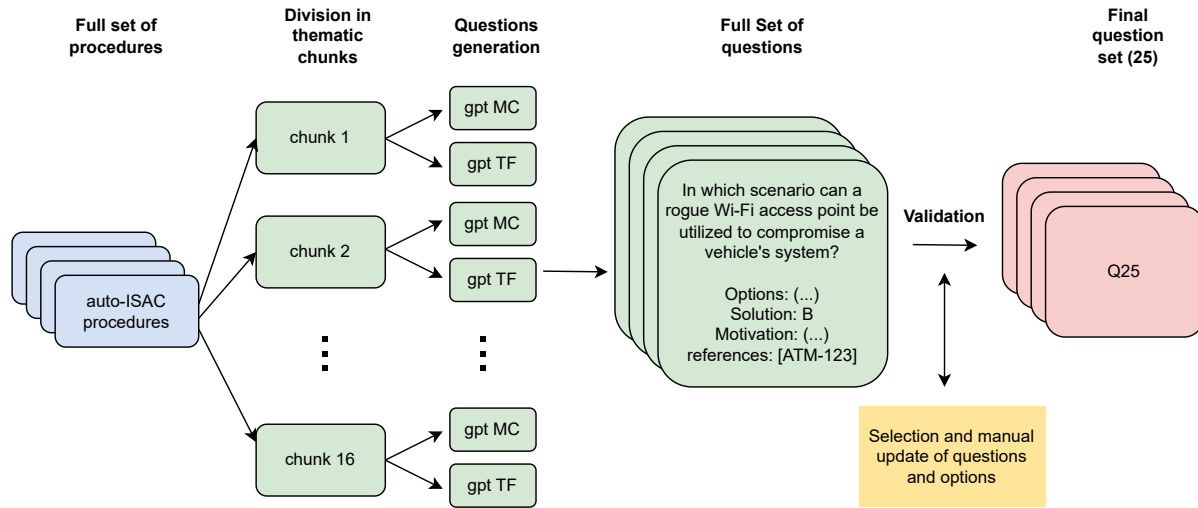 Full set of
procedures
Division in
thematic
chunks
Questions
generation
Full Set of
questions
Final
question
set (25)
auto-ISAC
procedures
chunk 1
chunk 2
chunk 16
gpt MC
gpt TF
gpt MC
gpt TF
gpt MC
gpt TF
In which scenario can a
rogue Wi-Fi access point be
utilized to compromise a
vehicle's system?
Options: (...)
Solution: B
Motivation: (...)
references: [ATM-123]
Validation
Selection and manual
update of questions
and options
Q25